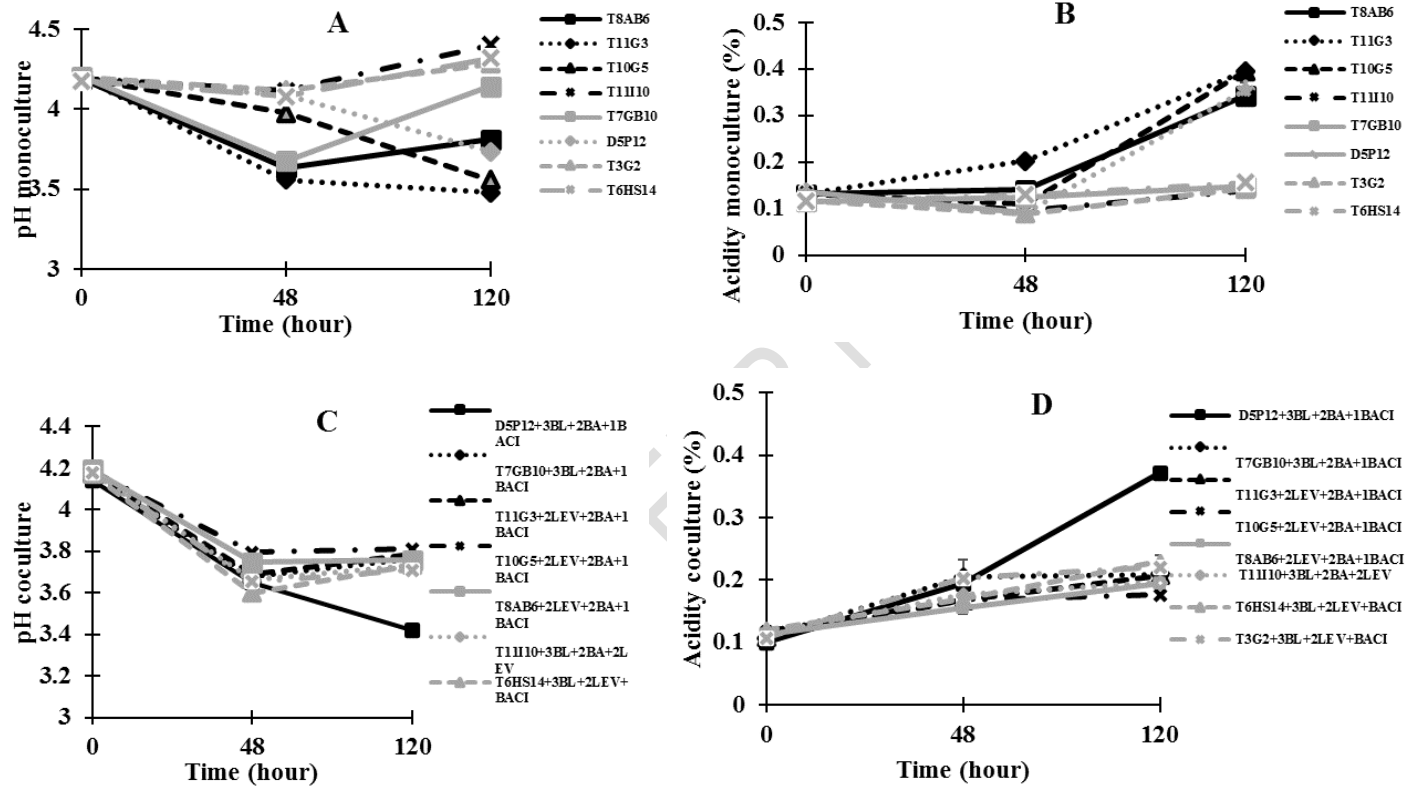 A
pH monoculture
4.5
4
3.5
3
0
48
120
Time (hour)
T8AB6
T11G3
T10G5
T11I10
T7GB10
D5P12
T3G2
T6HS14
B
Acidity monoculture (%)
0.5
0.4
0.3
0.2
0.1
0
0
48
120
Time (hour)
T8AB6
T11G3
T10G5
T11I10
T7GB10
D5P12
T3G2
T6HS14
C
pH coculture
4.4
4.2
4
3.8
3.6
3.4
3.2
3
0
48
120
Time (hour)
D5P12+3BL+2BA+1B
ACI
T7GB10+3BL+2BA+1
BACI
T11G3+2LEV+2BA+1
BACI
T10G5+2LEV+2BA+1
BACI
T8AB6+2LEV+2BA+1
BACI
T11I10+3BL+2BA+2L
EV
T6HS14+3BL+2LEV+
BACI
D
Acidity coculture (%)
0.5
0.4
0.3
0.2
0.1
0
0
48
120
Time (hour)
D5P12+3BL+2BA+1BACI
T7GB10+3BL+2BA+1BACI
T11G3+2LEV+2BA+1BACI
T10G5+2LEV+2BA+1BACI
T8AB6+2LEV+2BA+1BACI
T11I10+3BL+2BA+2LEV
T6HS14+3BL+2LEV+BACI
T3G2+3BL+2LEV+BACI